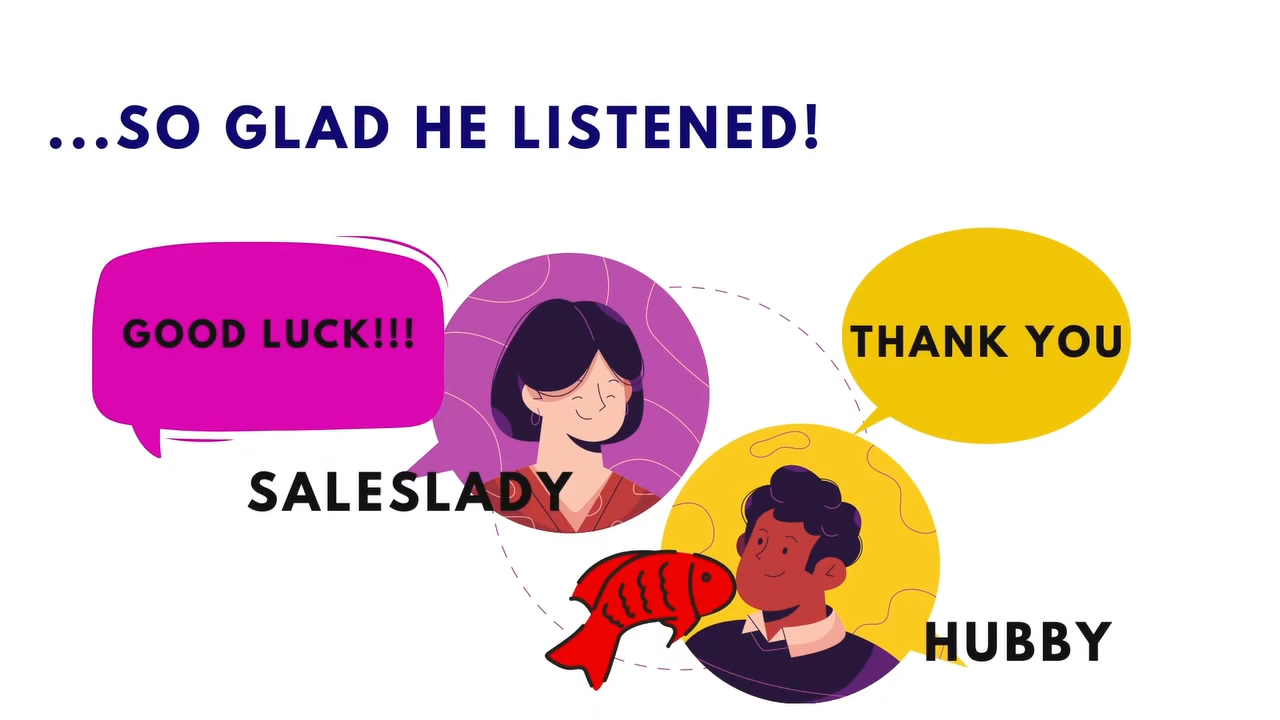 ...SO GLAD HE LISTENED!
GOOD LUCK!!!
THANK YOU
SALESLADY
HUBBY